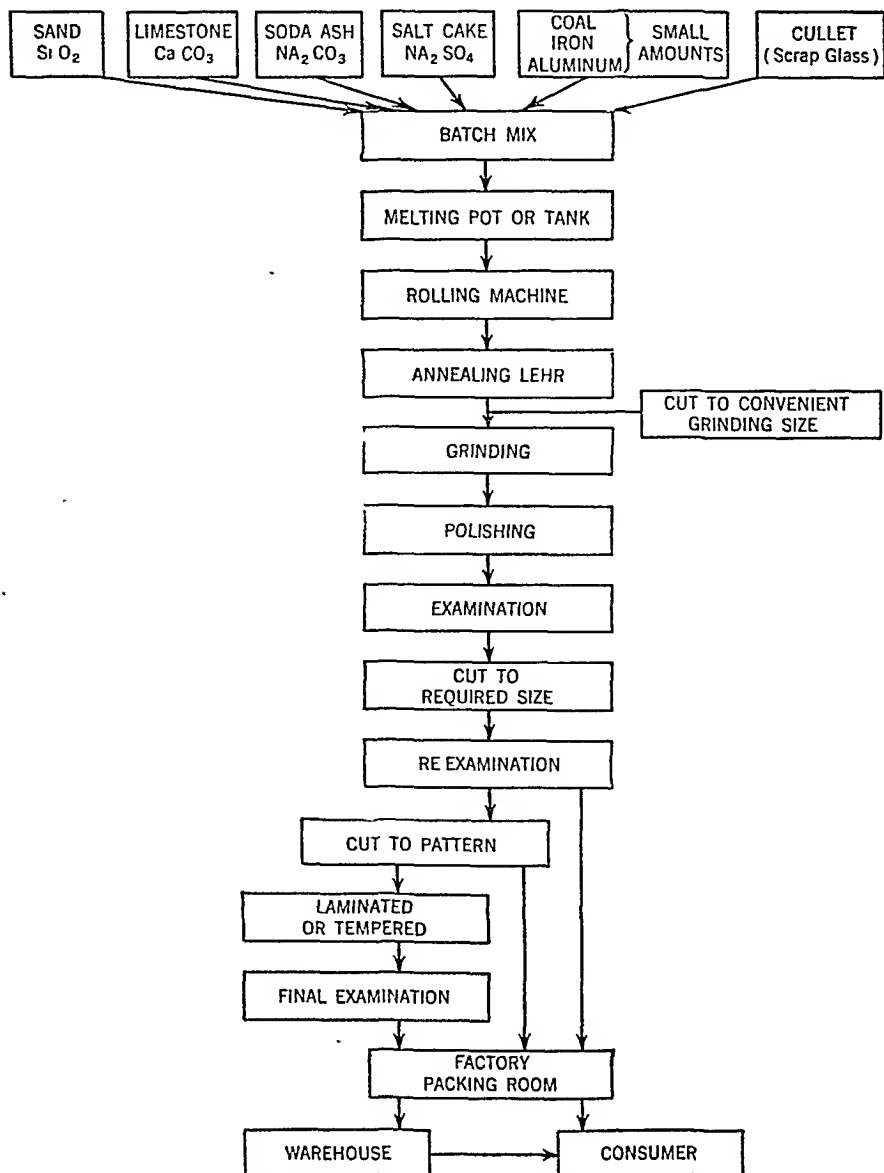 SAND
Si O₂
LIMESTONE
Ca CO₃
SODA ASH
NA₂ CO₃
SALT CAKE
NA₂ SO₄
COAL
IRON
ALUMINUM
SMALL
AMOUNTS
CULLET
(Scrap Glass)
BATCH MIX
MELTING POT OR TANK
ROLLING MACHINE
ANNEALING LEHR
CUT TO CONVENIENT
GRINDING SIZE
GRINDING
POLISHING
EXAMINATION
CUT TO
REQUIRED SIZE
RE EXAMINATION
CUT TO PATTERN
LAMINATED
OR TEMPERED
FINAL EXAMINATION
FACTORY
PACKING ROOM
WAREHOUSE
CONSUMER